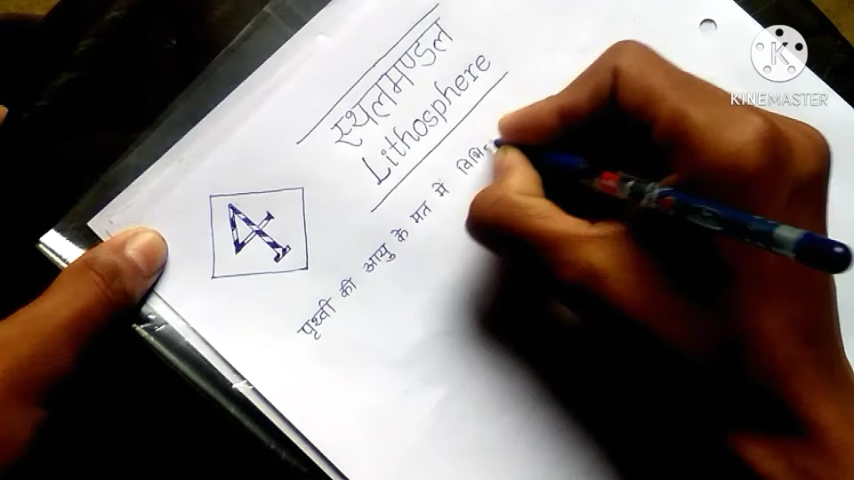 स्थलमण्डल
Lithosphere
4
पृथ्वी की आयु के मत में
KINEMASTER